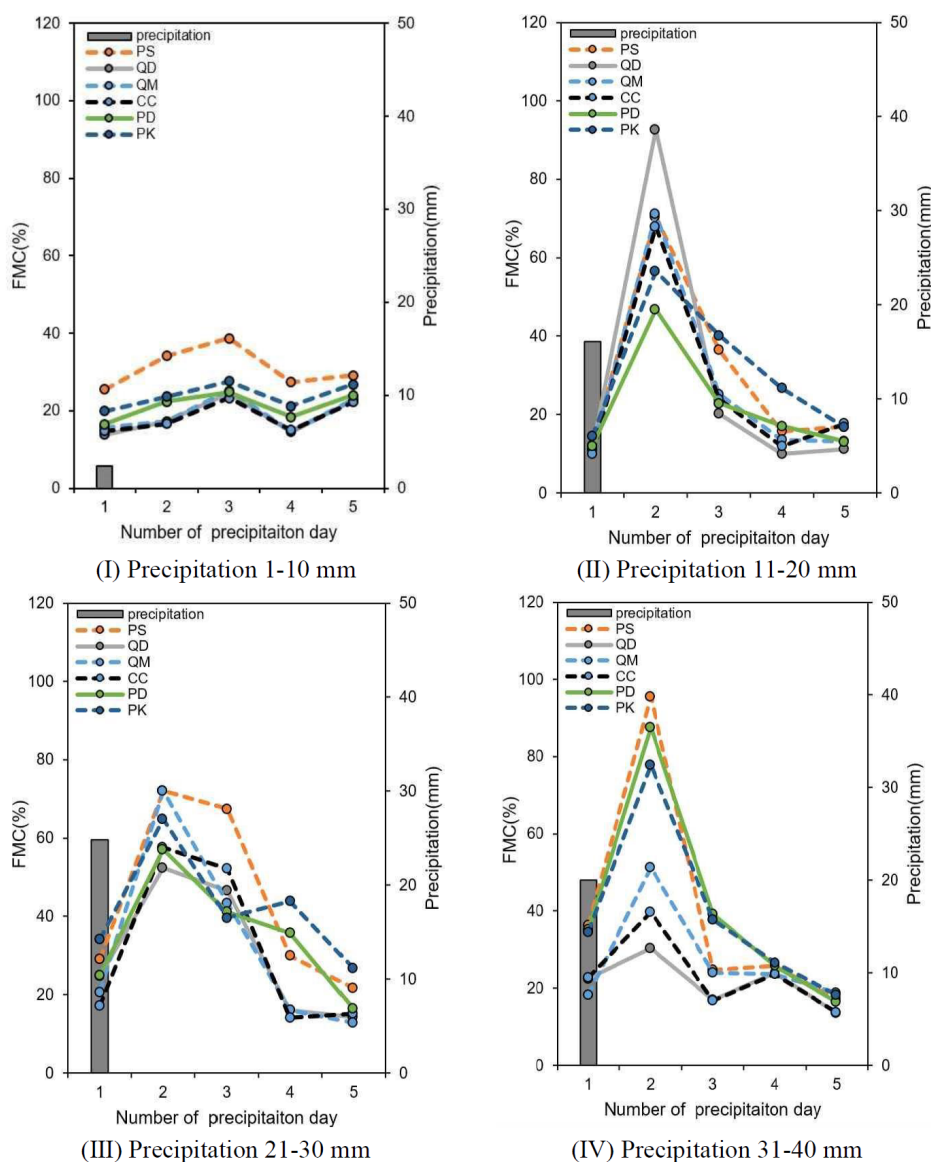 120
100
80
60
40
20
0
FMC(%)
precipitation
PS
QD
QM
CC
PD
PK
50
40
30
20
10
0
Precipitation(mm)
1 2 3 4 5
Number of precipitaiton day
(I) Precipitation 1-10 mm
120
100
80
60
40
20
0
FMC(%)
precipitation
PS
QD
QM
CC
PD
PK
50
40
30
20
10
0
Precipitation(mm)
1 2 3 4 5
Number of precipitaiton day
(II) Precipitation 11-20 mm
120
100
80
60
40
20
0
FMC(%)
precipitation
PS
QD
QM
CC
PD
PK
50
40
30
20
10
0
Precipitation(mm)
1 2 3 4 5
Number of precipitaiton day
(III) Precipitation 21-30 mm
120
100
80
60
40
20
0
FMC(%)
precipitation
PS
QD
QM
CC
PD
PK
50
40
30
20
10
0
Precipitation(mm)
1 2 3 4 5
Number of precipitaiton day
(IV) Precipitation 31-40 mm